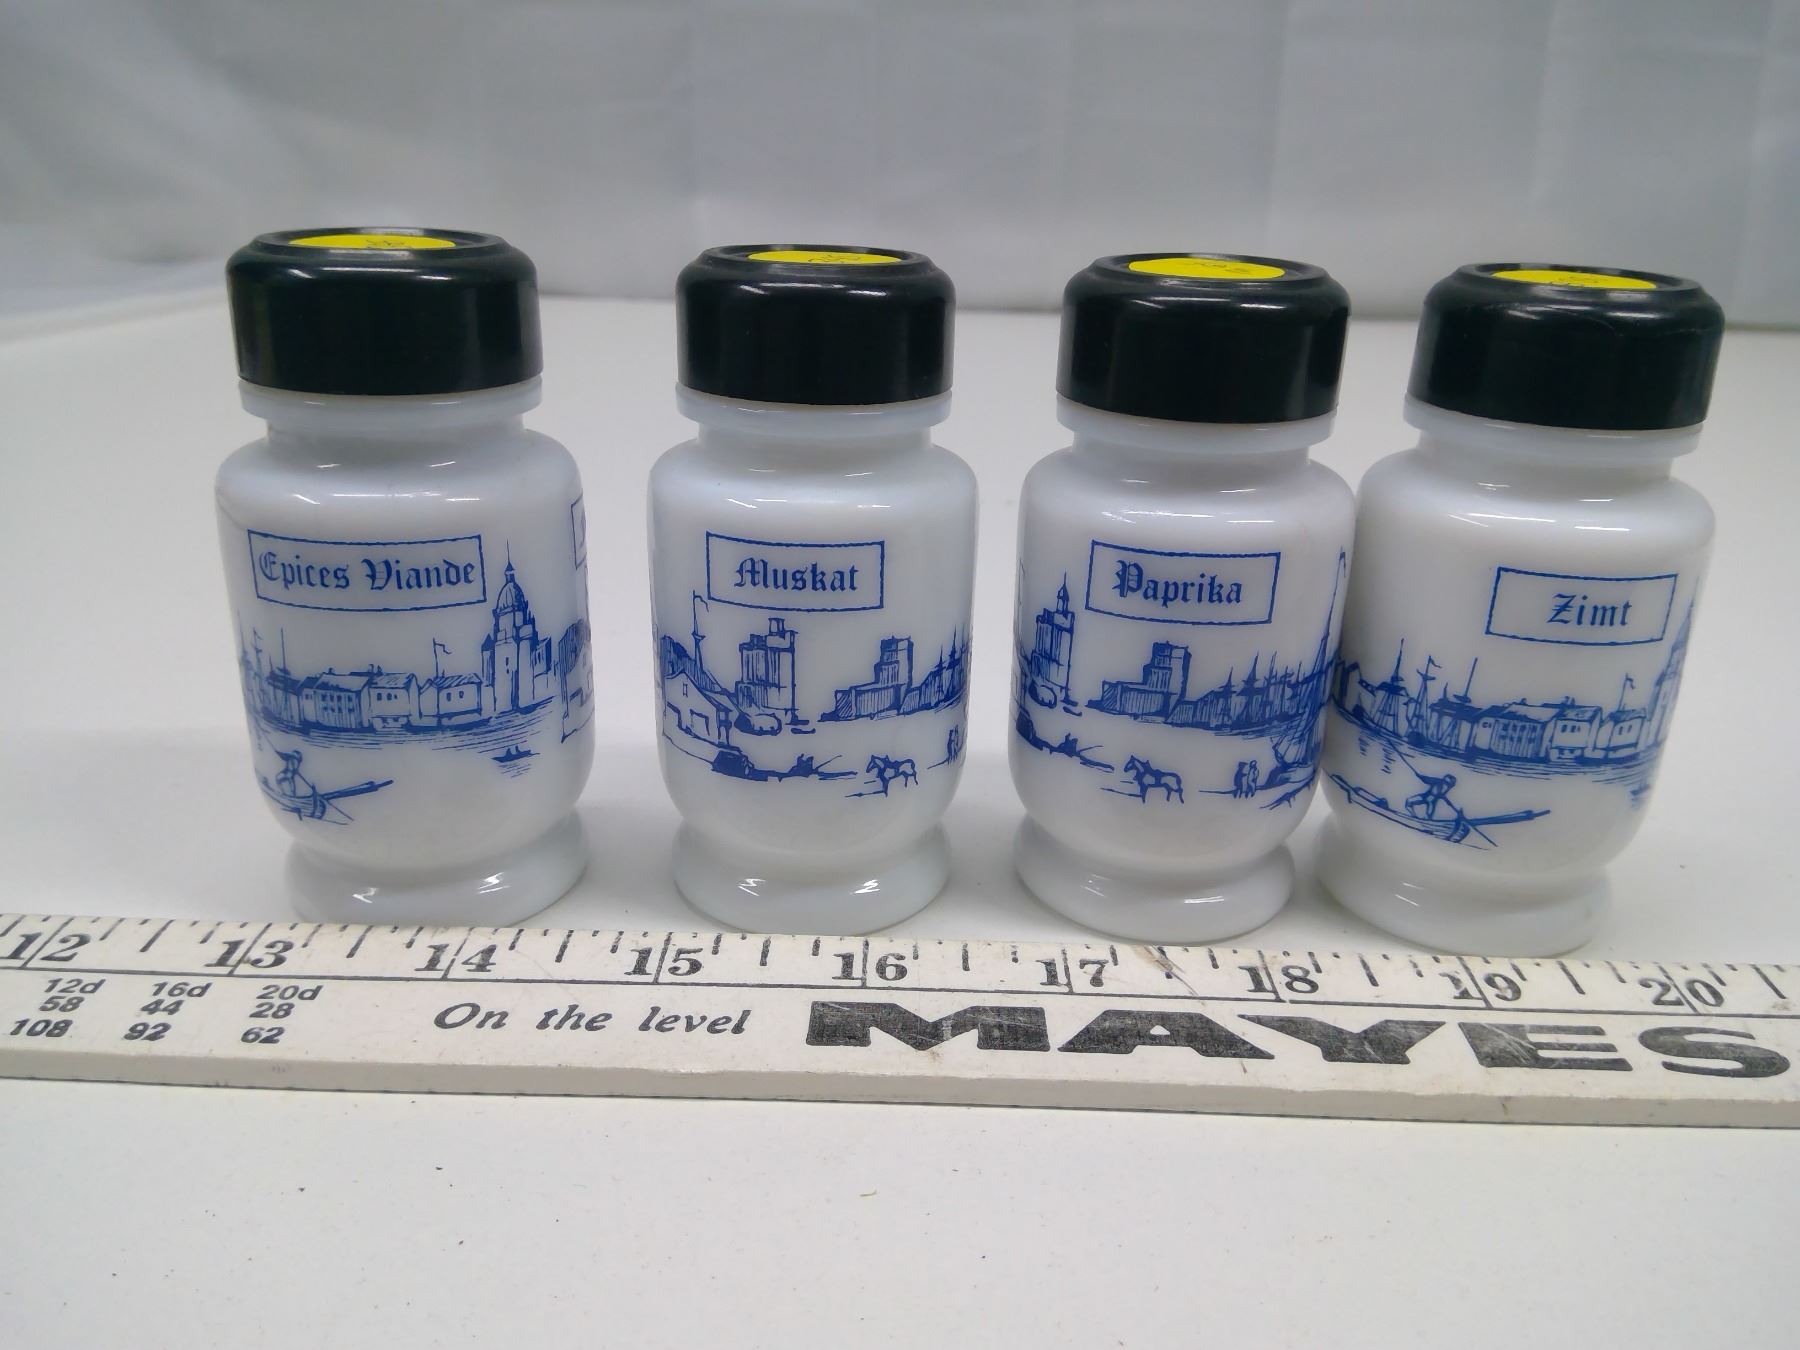 Epices Viande
Muskat
Paprika
Zimt
12 13 14 15 16 17 18 19 20
12d 16d 20d
58 44 28
108 92 62
On the level
MAYES